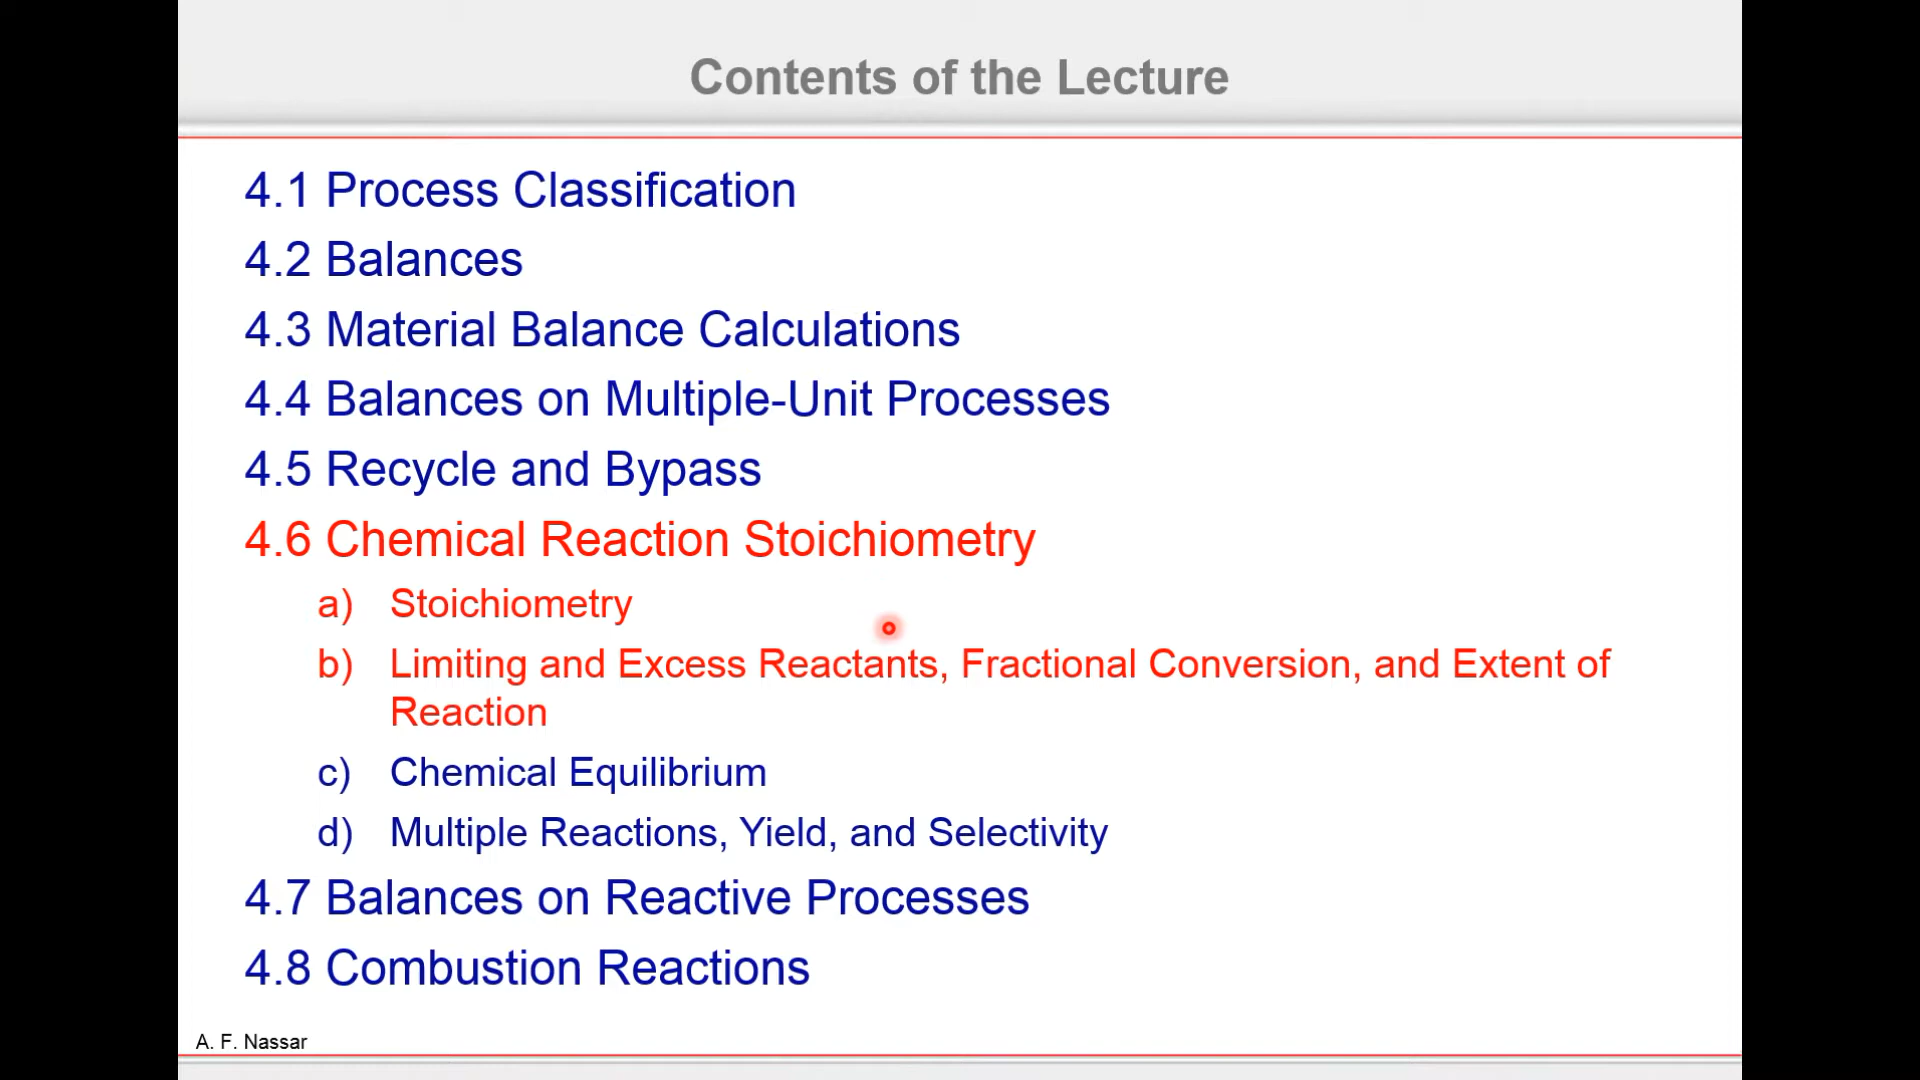 Contents of the Lecture
4.1 Process Classification
4.2 Balances
4.3 Material Balance Calculations
4.4 Balances on Multiple-Unit Processes
4.5 Recycle and Bypass
4.6 Chemical Reaction Stoichiometry
a) Stoichiometry
b) Limiting and Excess Reactants, Fractional Conversion, and Extent of
Reaction
c) Chemical Equilibrium
d) Multiple Reactions, Yield, and Selectivity
4.7 Balances on Reactive Processes
4.8 Combustion Reactions
A. F. Nassar